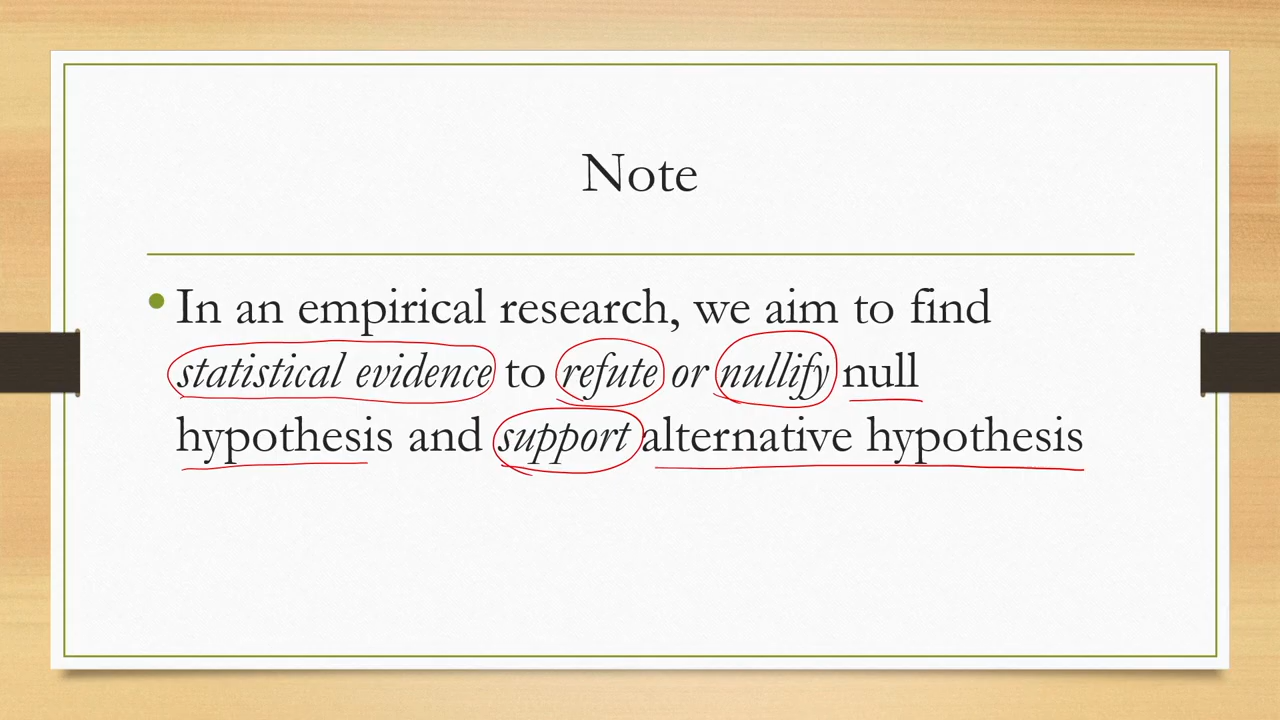 Note
In an empirical research, we aim to find
statistical evidence to refute or nullify null
hypothesis and support alternative hypothesis